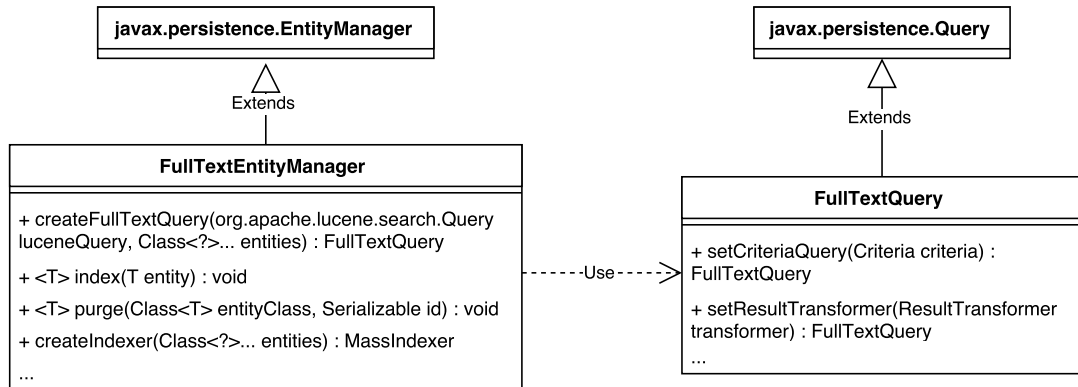 javax.persistence.EntityManager
Extends
FullTextEntityManager
+ createFullTextQuery(org.apache.lucene.search.Query
luceneQuery, Class<?>... entities) : FullTextQuery
+ <T> index(T entity) : void
+ <T> purge(Class<T> entityClass, Serializable id) : void
+ createIndexer(Class<?>... entities) : MassIndexer
...
Use
javax.persistence.Query
Extends
FullTextQuery
+ setCriteriaQuery(Criteria criteria) :
FullTextQuery
+ setResultTransformer(ResultTransformer
transformer) : FullTextQuery
...